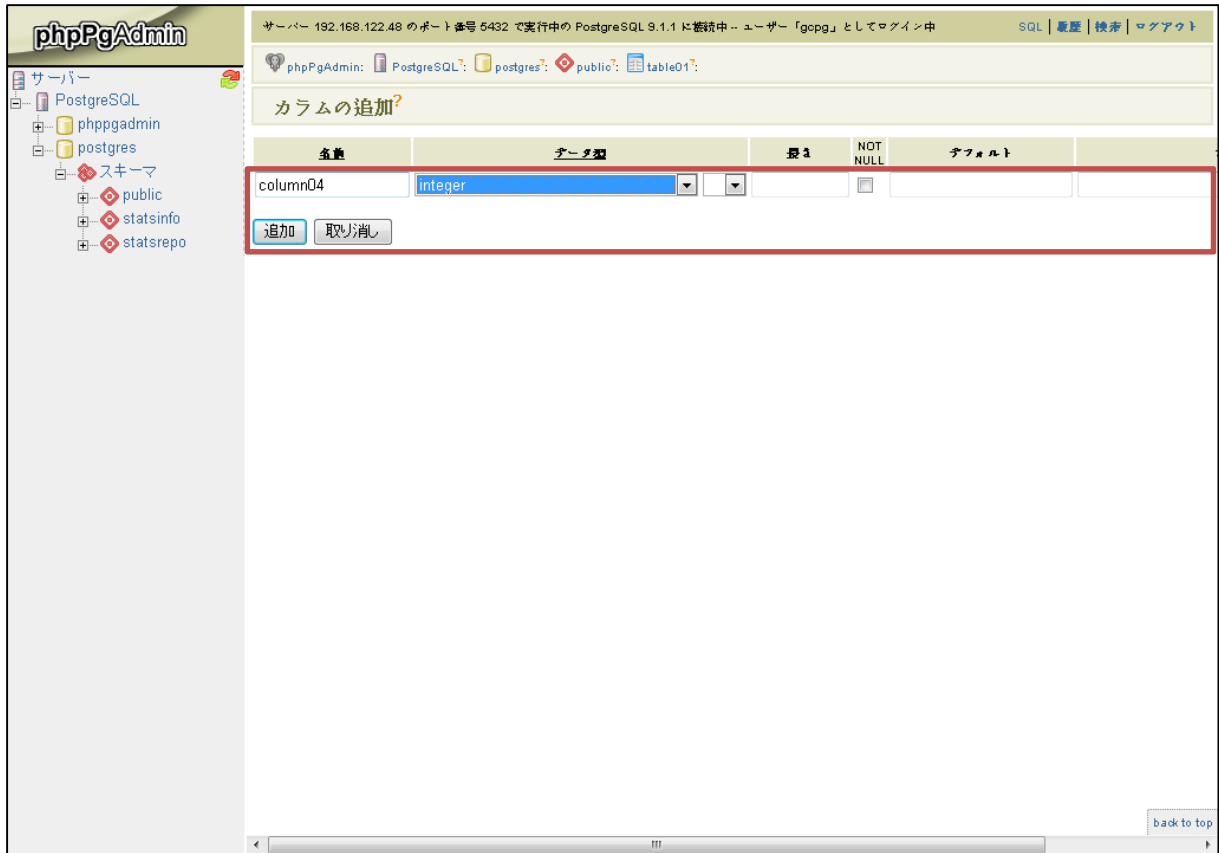 phpPgAdmin
サーバー
PostgreSQL
phppgadmin
postgres
スキーマ
public
statsinfo
statsrepo
サーバー 192.168.122.48 のポート番号 5432 で実行中の PostgreSQL 9.1.1 に接続中 -- ユーザー「gopg」としてログイン中
SQL | 履歴 | 検索 | ログアウト
phpPgAdmin: PostgreSQL?: postgres?: public?: table01?:
カラムの追加?
名前 データ型 長さ NOT NULL デフォルト
column04 integer
追加 取り消し
back to top